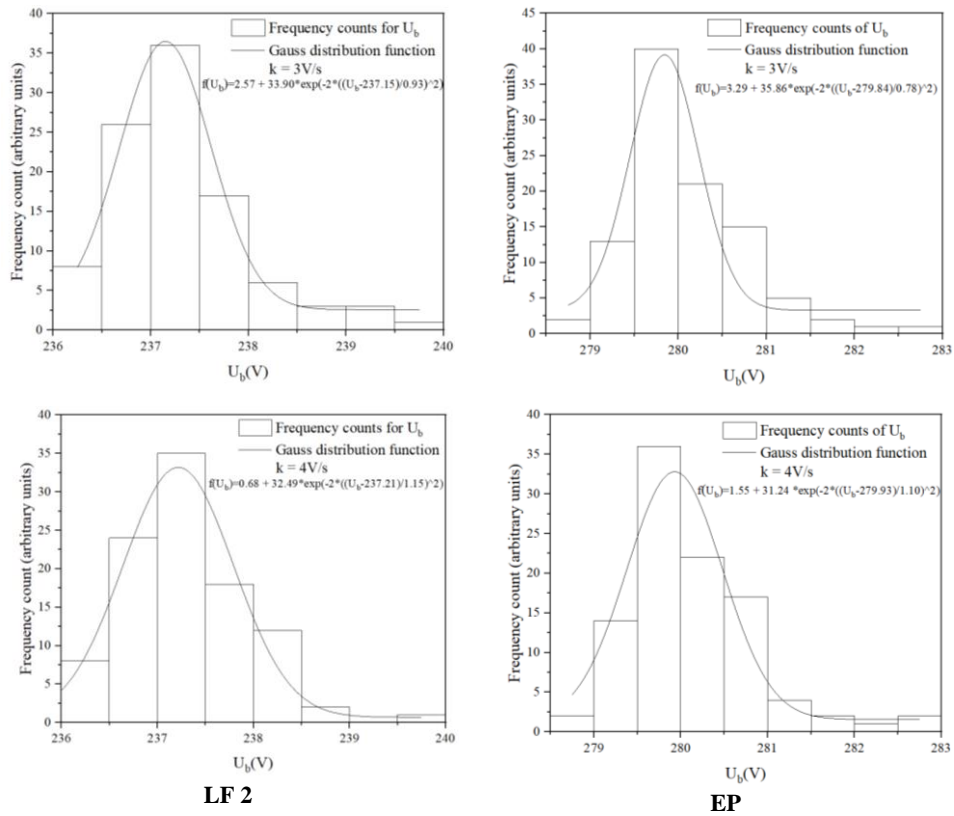 Frequency counts for U_b
Gauss distribution function
k = 3V/s
f(U_b)=2.57 + 33.90*exp(-2*((U_b-237.15)/0.93)^2)
Frequency count (arbitrary units)
40
35
30
25
20
15
10
5
0
236 237 238 239 240
U_b(V)
Frequency counts of U_b
Gauss distribution function
k = 3V/s
f(U_b)=3.29 + 35.86*exp(-2*((U_b-279.84)/0.78)^2)
Frequency count (arbitrary units)
45
40
35
30
25
20
15
10
5
0
279 280 281 282 283
U_b(V)
Frequency counts for U_b
Gauss distribution function
k = 4V/s
f(U_b)=0.68 + 32.49*exp(-2*((U_b-237.21)/1.15)^2)
Frequency count (arbitrary units)
40
35
30
25
20
15
10
5
0
236 237 238 239 240
U_b(V)
LF 2
Frequency counts of U_b
Gauss distribution function
k = 4V/s
f(U_b)=1.55 + 31.24 *exp(-2*((U_b-279.93)/1.10)^2)
Frequency count (arbitrary units)
40
35
30
25
20
15
10
5
0
279 280 281 282 283
U_b(V)
EP